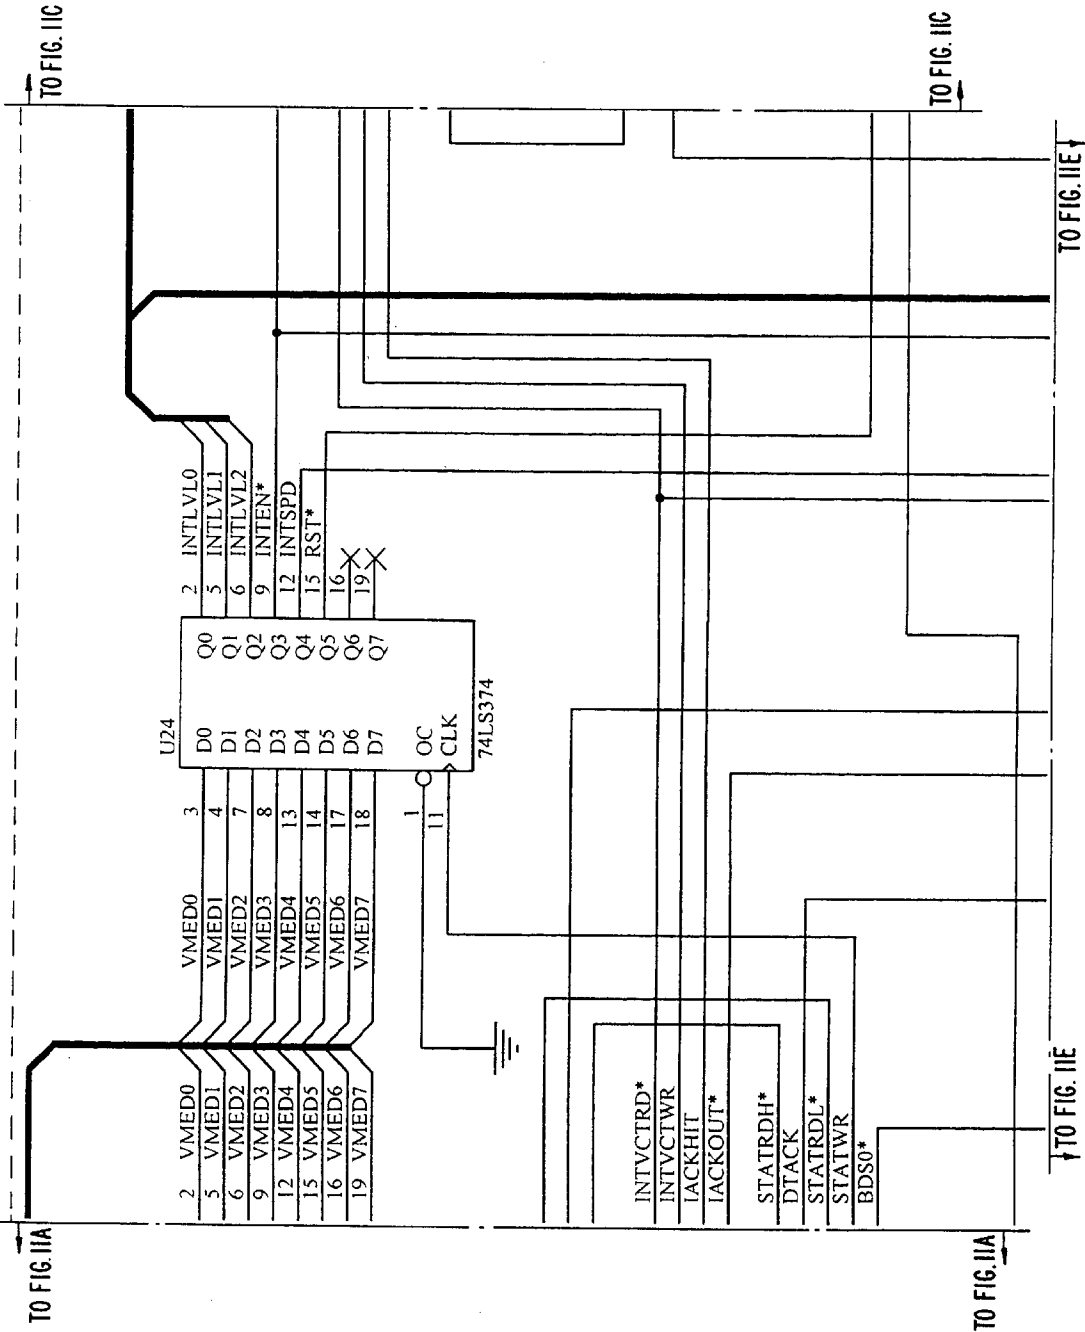 TO FIG. 11C
TO FIG. 11C
TO FIG. 11E
2 INTLVL0
5 INTLVL1
6 INTLVL2
9 INTEN*
12 INTSPD
15 RST*
16
19
U24
D0 Q0
D1 Q1
D2 Q2
D3 Q3
D4 Q4
D5 Q5
D6 Q6
D7 Q7
OC
CLK
74LS374
VMED0 3
VMED1 4
VMED2 7
VMED3 8
VMED4 13
VMED5 14
VMED6 17
VMED7 18
1
11
2 VMED0
5 VMED1
6 VMED2
9 VMED3
12 VMED4
15 VMED5
16 VMED6
19 VMED7
INTVCTRD*
INTVCTWR
IACKHIT
IACKOUT*
STATRDH*
DTACK
STATRDL*
STATWR
BDS0*
TO FIG. 11A
TO FIG. 11A
TO FIG. 11E